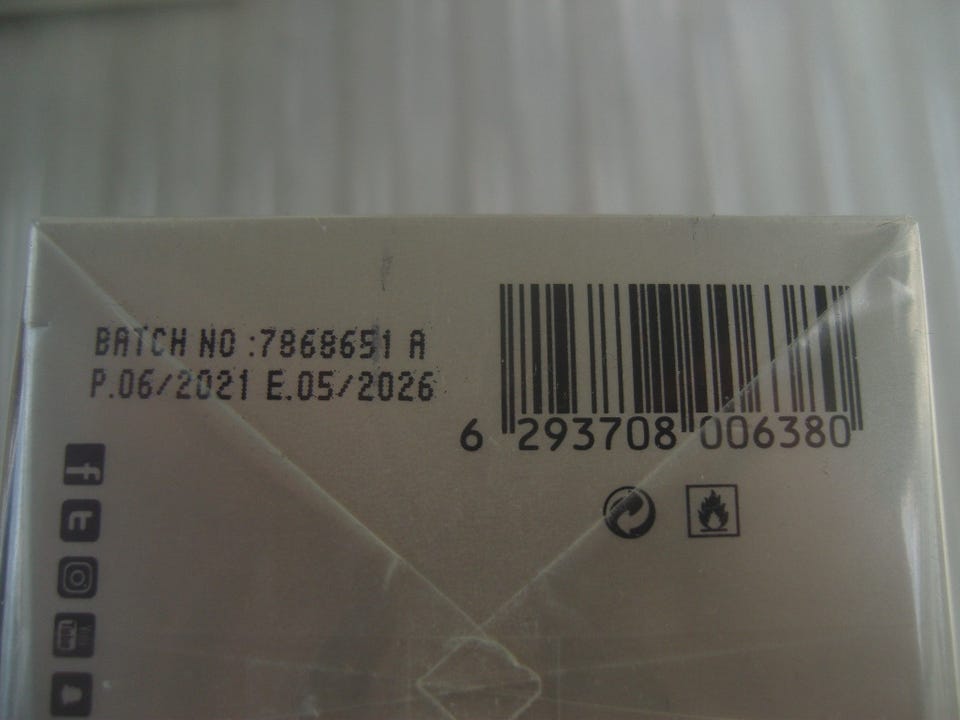 BATCH NO :7868651 A
P.06/2021 E.05/2026
6 293708 006380